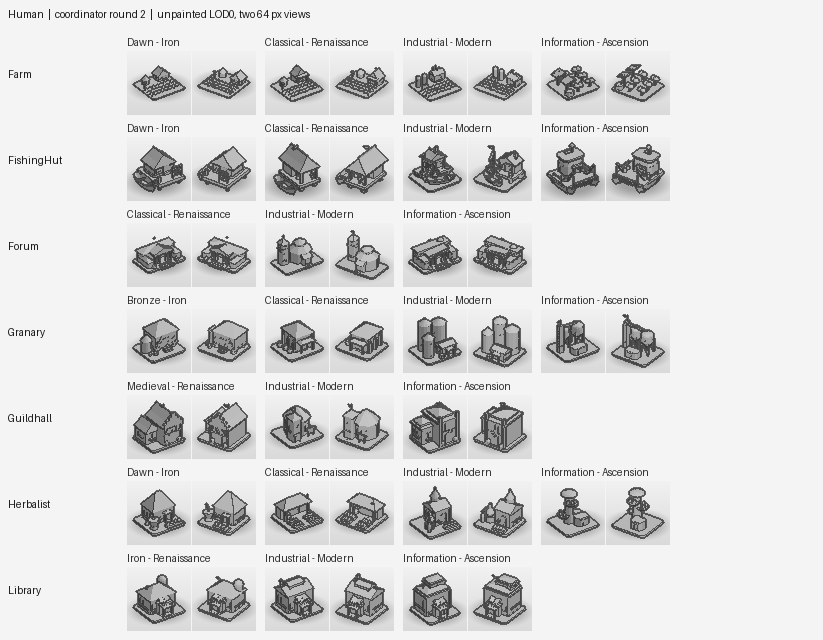 Human | coordinator round 2 | unpainted LOD0, two 64 px views
Dawn - Iron Classical - Renaissance Industrial - Modern Information - Ascension
Farm
Dawn - Iron Classical - Renaissance Industrial - Modern Information - Ascension
FishingHut
Classical - Renaissance Industrial - Modern Information - Ascension
Forum
Bronze - Iron Classical - Renaissance Industrial - Modern Information - Ascension
Granary
Medieval - Renaissance Industrial - Modern Information - Ascension
Guildhall
Dawn - Iron Classical - Renaissance Industrial - Modern Information - Ascension
Herbalist
Iron - Renaissance Industrial - Modern Information - Ascension
Library